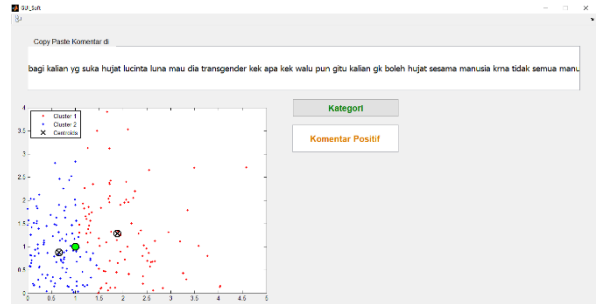 GUI_Soft
Copy Paste Komentar di
bagi kalian yg suka hujat lucinta luna mau dia transgender kek apa kek walu pun gitu kalian gk boleh hujat sesama manusia krna tidak semua manu
Kategori
Komentar Positif
Cluster 1
Cluster 2
Centroids
4
3.5
3
2.5
2
1.5
1
0.5
0
0 0.5 1 1.5 2 2.5 3 3.5 4 4.5 5